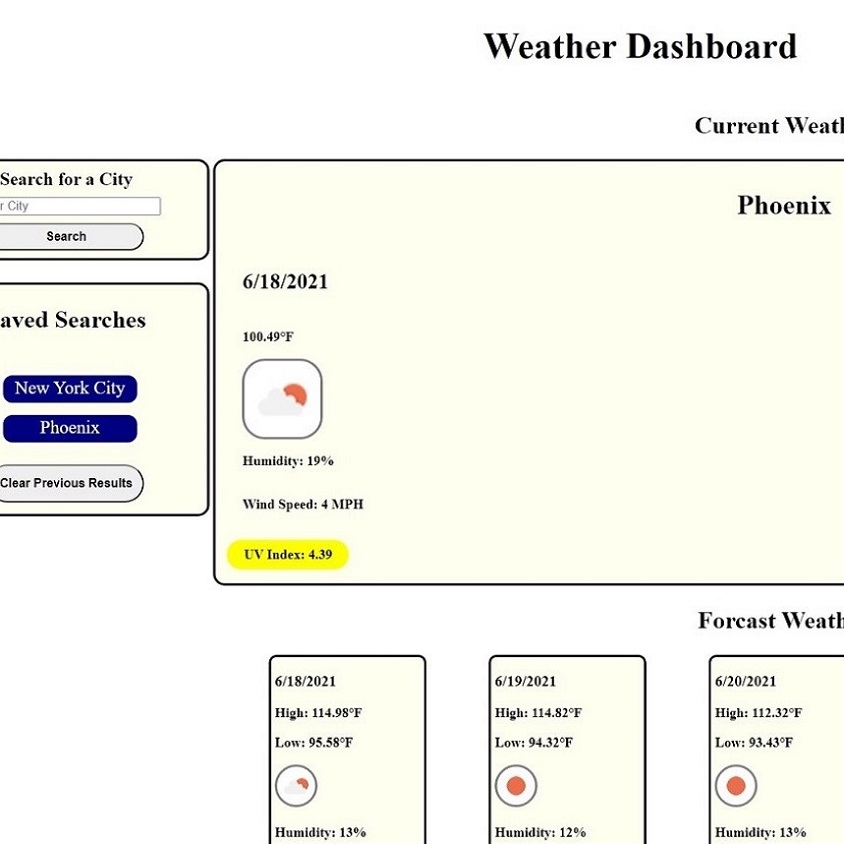 Weather Dashboard
Current Weath
Search for a City
r City
Search
aved Searches
New York City
Phoenix
Clear Previous Results
Phoenix
6/18/2021
100.49°F
Humidity: 19%
Wind Speed: 4 MPH
UV Index: 4.39
Forcast Weath
6/18/2021
High: 114.98°F
Low: 95.58°F
Humidity: 13%
6/19/2021
High: 114.82°F
Low: 94.32°F
Humidity: 12%
6/20/2021
High: 112.32°F
Low: 93.43°F
Humidity: 13%